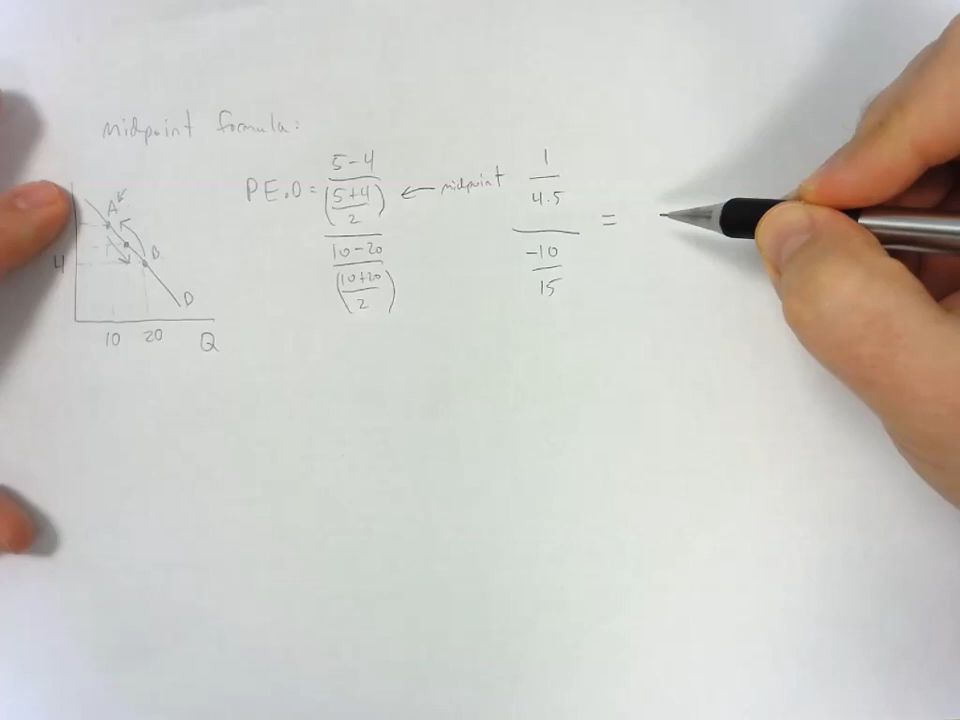 midpoint formula:
PE.D =
5-4
(5+4
2)
10-20
(10+20
2)
← midpoint
1
4.5
-10
15
=
A
B
D
4
10 20 Q